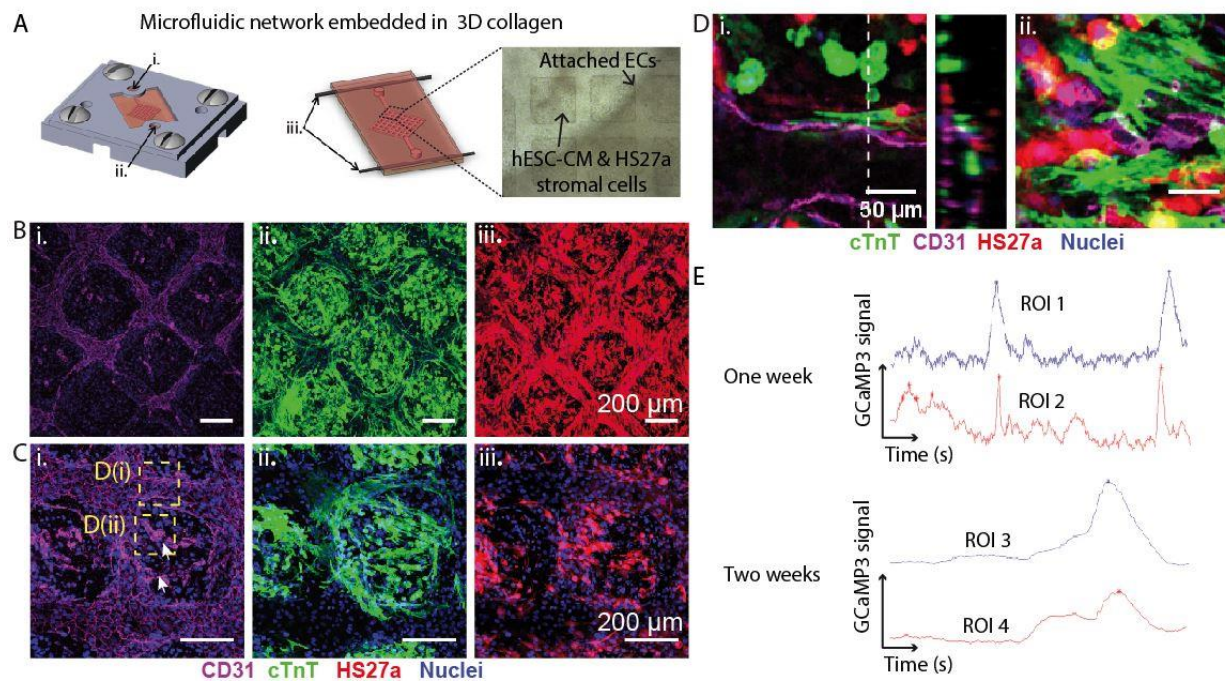 A
Microfluidic network embedded in 3D collagen
i.
ii.
iii.
Attached ECs
hESC-CM & HS27a
stromal cells
B
i.
ii.
iii.
200 μm
C
i.
D(i)
D(ii)
ii.
iii.
200 μm
CD31 cTnT HS27a Nuclei
D
i.
50 μm
ii.
cTnT CD31 HS27a Nuclei
E
One week
GCaMP3 signal
ROI 1
ROI 2
Time (s)
Two weeks
GCaMP3 signal
ROI 3
ROI 4
Time (s)